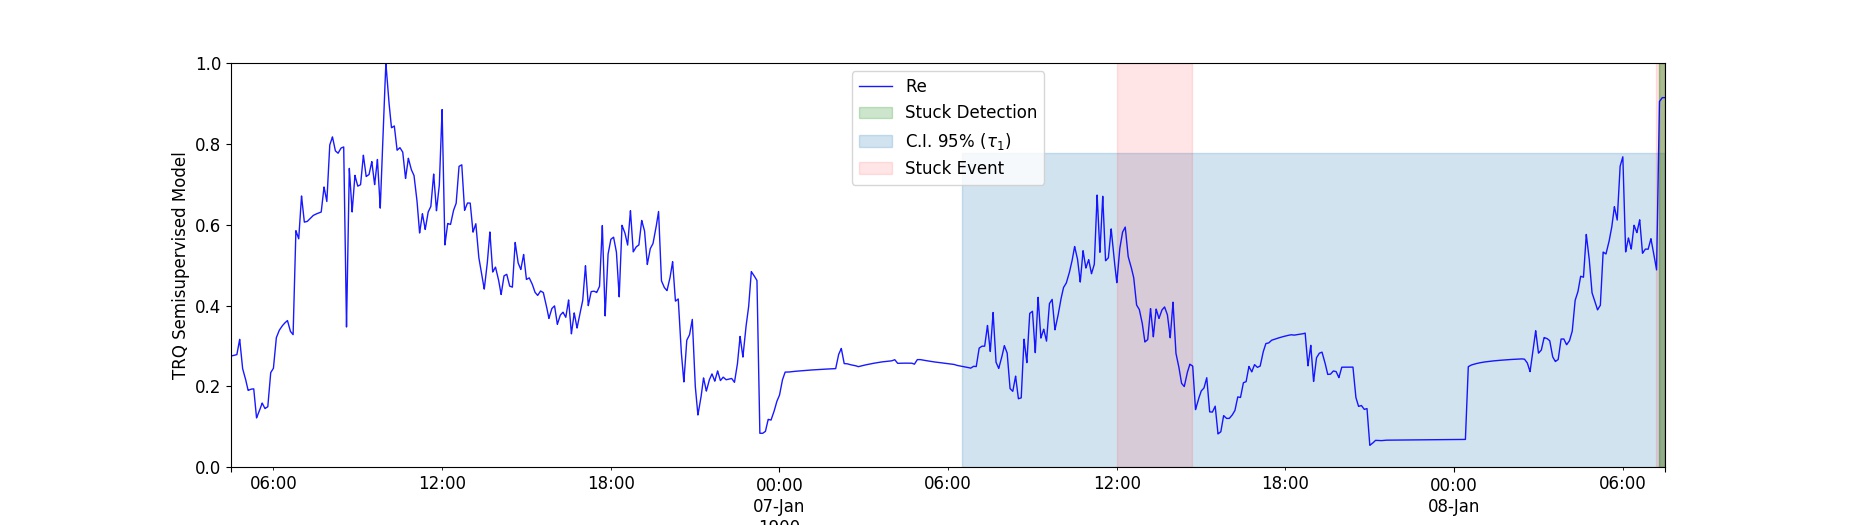 1.0
0.8
0.6
0.4
0.2
0.0
TRQ Semisupervised Model
Re
Stuck Detection
C.I. 95% (τ₁)
Stuck Event
06:00 12:00 18:00 00:00 06:00 12:00 18:00 00:00 06:00
07-Jan 08-Jan
1900